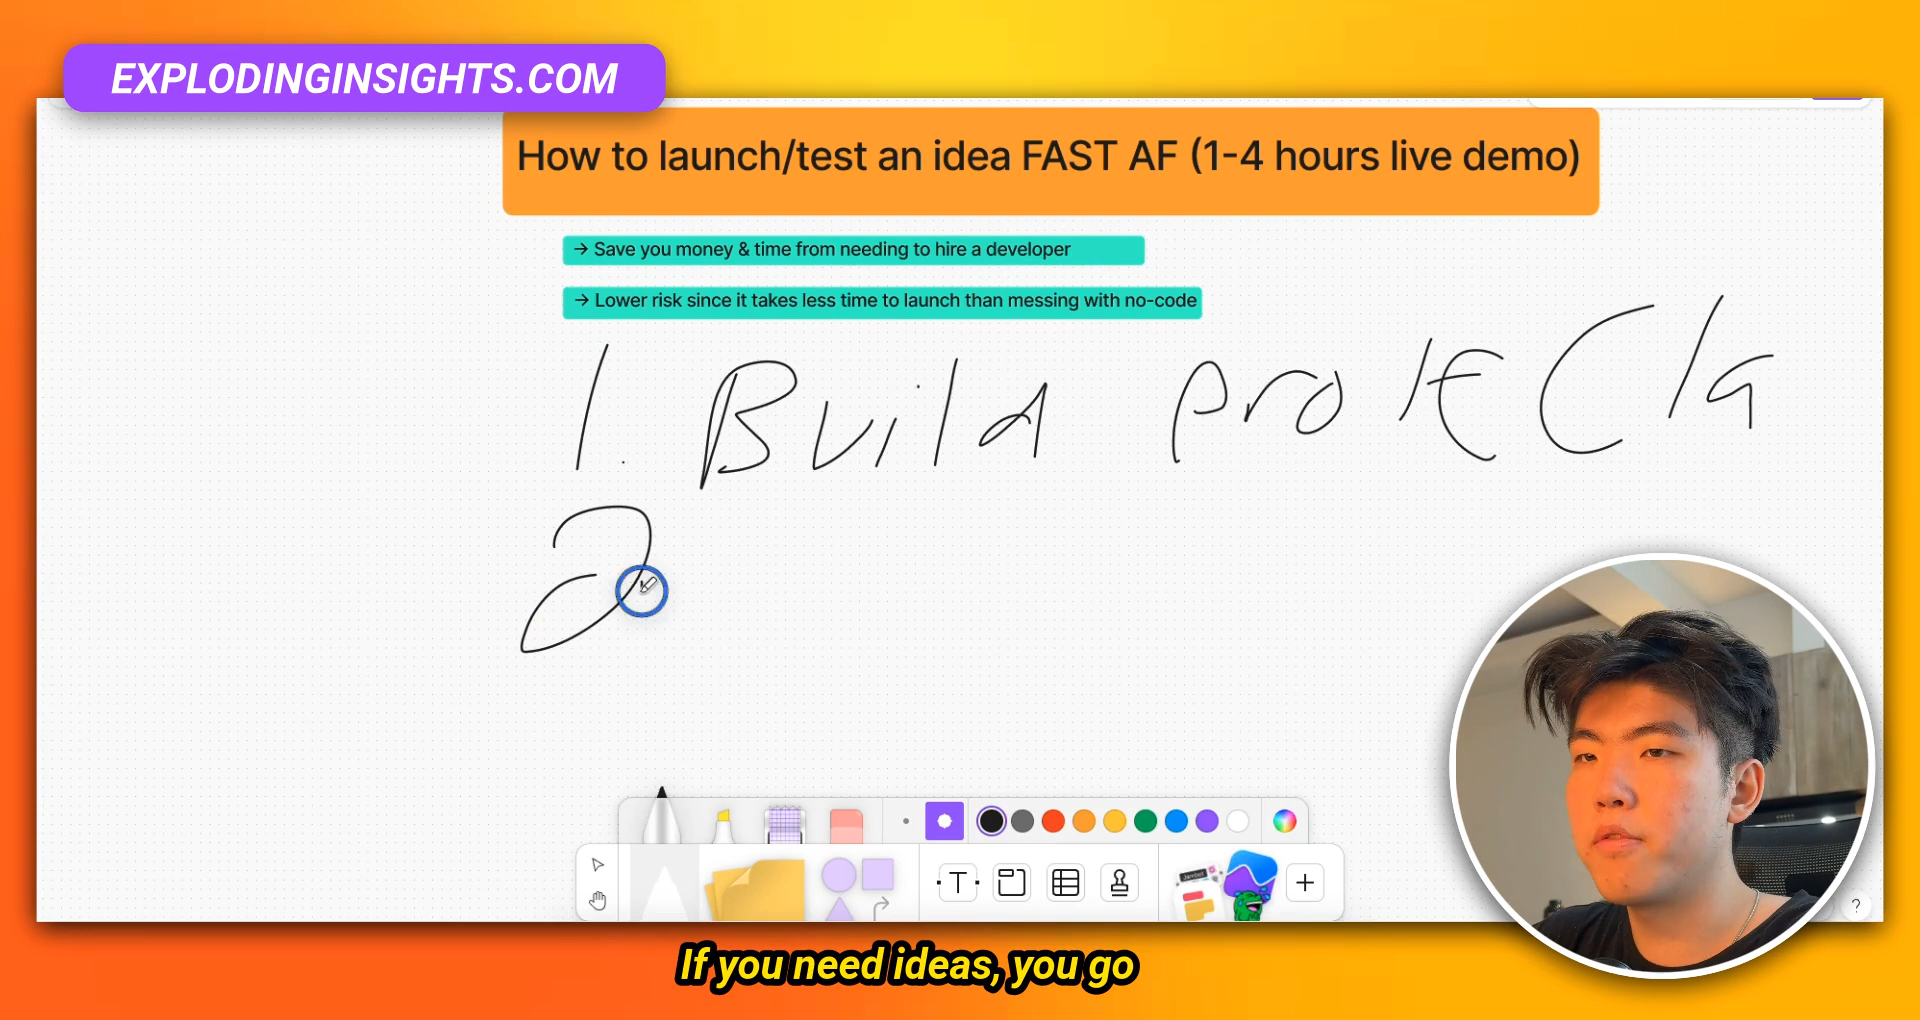 EXPLODINGINSIGHTS.COM
How to launch/test an idea FAST AF (1-4 hours live demo)
→ Save you money & time from needing to hire a developer
→ Lower risk since it takes less time to launch than messing with no-code
1. Build
2
T
?
If you need ideas, you go